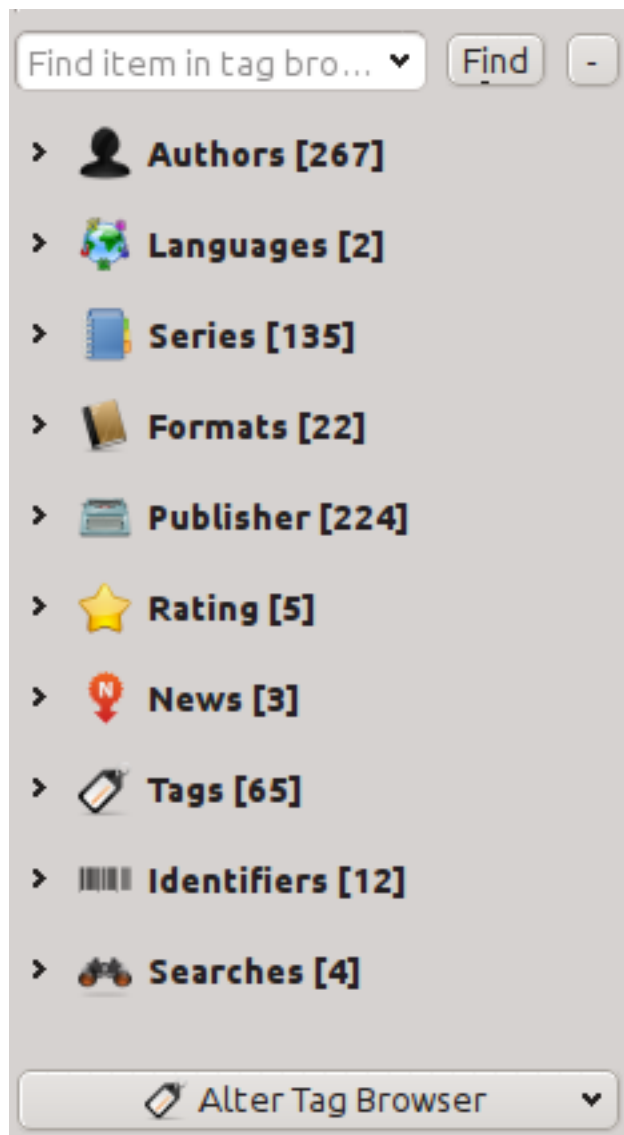 Find item in tag bro... Find -
Authors [267]
Languages [2]
Series [135]
Formats [22]
Publisher [224]
Rating [5]
N
News [3]
Tags [65]
Identifiers [12]
Searches [4]
Alter Tag Browser